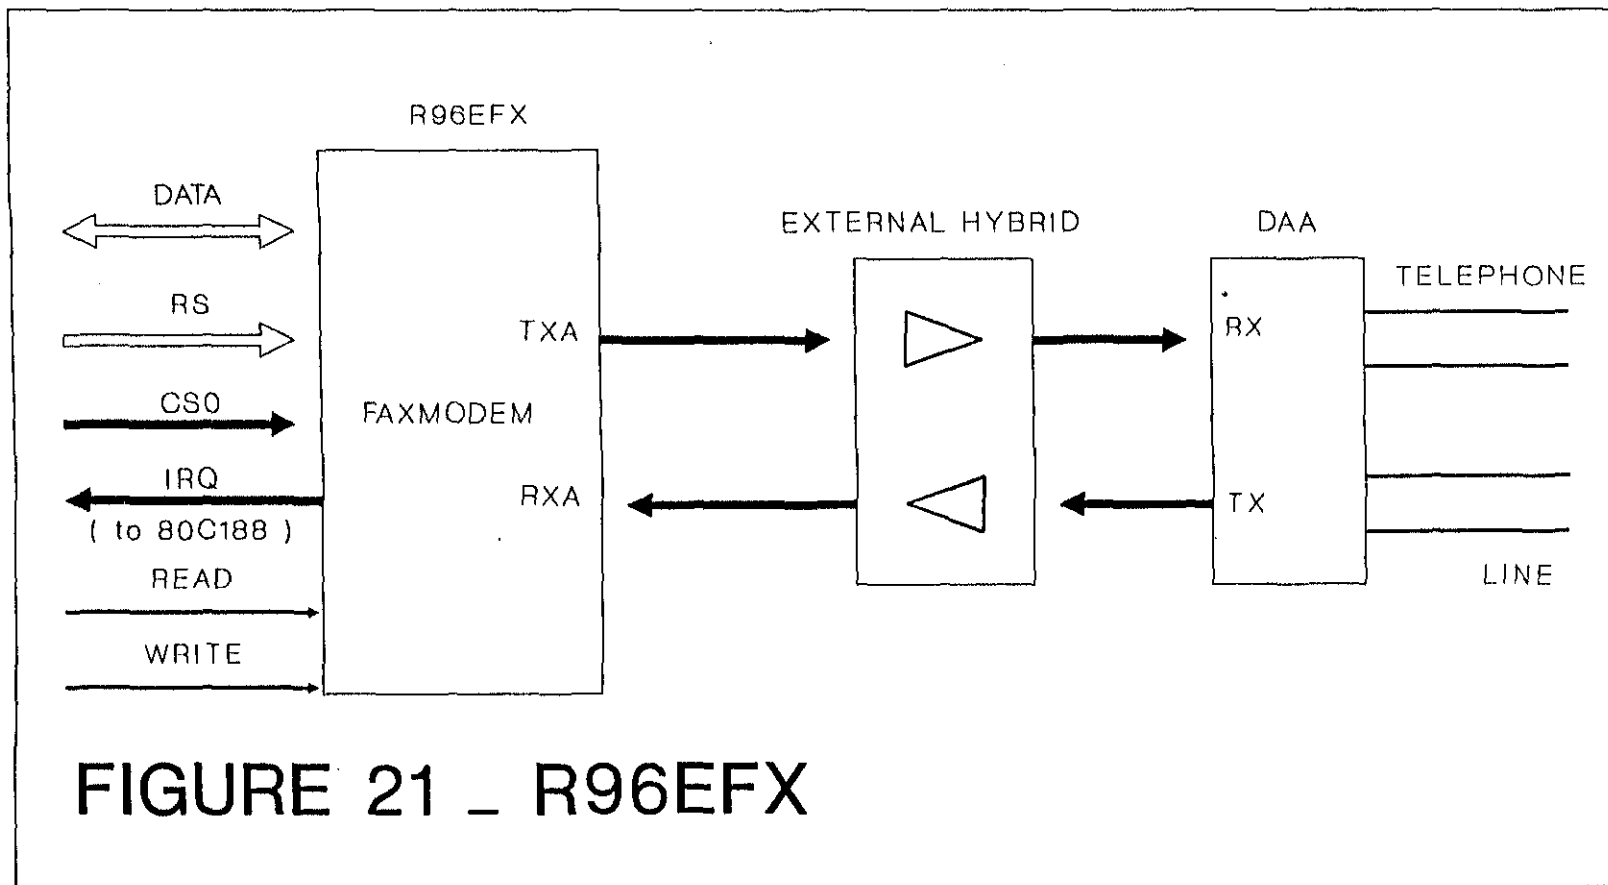 R96EFX
DATA
RS
CS0
IRQ
( to 80C188 )
READ
WRITE
TXA
FAXMODEM
RXA
EXTERNAL HYBRID
DAA
RX
TX
TELEPHONE
LINE
FIGURE 21 _ R96EFX